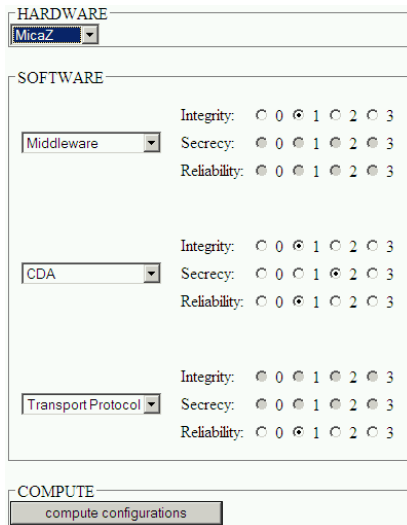 HARDWARE
MicaZ
SOFTWARE
Integrity: 0 1 2 3
Middleware Secrecy: 0 1 2 3
Reliability: 0 1 2 3
Integrity: 0 1 2 3
CDA Secrecy: 0 1 2 3
Reliability: 0 1 2 3
Integrity: 0 1 2 3
Transport Protocol Secrecy: 0 1 2 3
Reliability: 0 1 2 3
COMPUTE
compute configurations